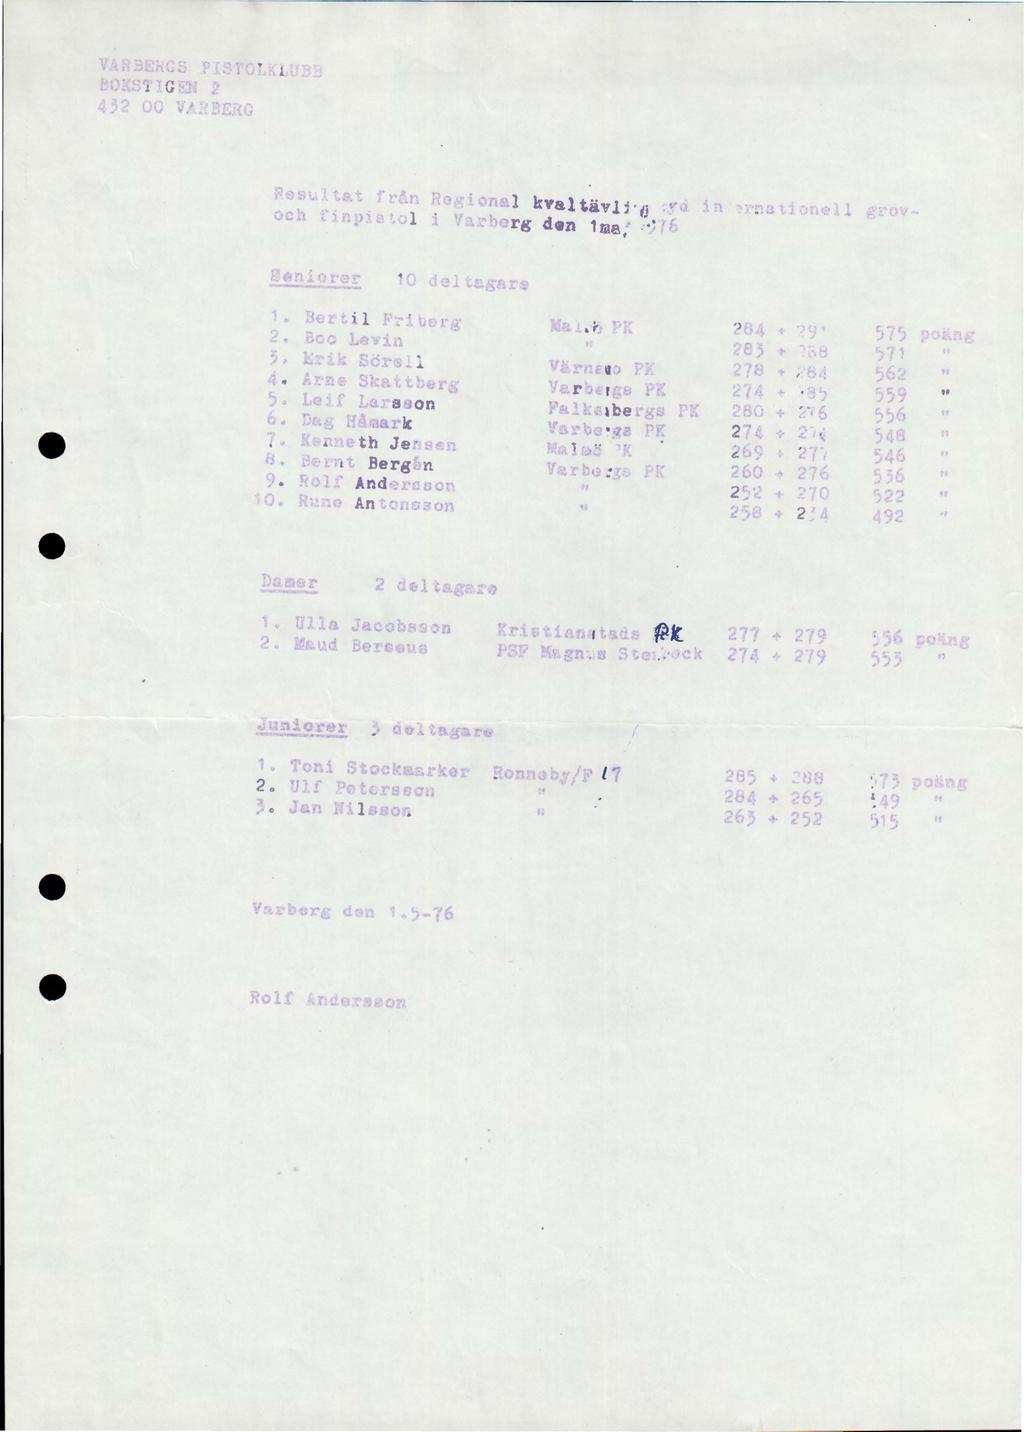 VARBERGS PISTOLKLUBB
BOKSTIGEN 2
432 00 VARBERG
Resultat från Regional kvaltävling internationell grov-
och finpistol i Varberg den 1maj 1976
Seniorer 10 deltagare
1. Bertil Friberg Malmö PK 284 + 291 575 poäng
2. Boo Levin " 283 + 288 571 "
3. Erik Sörell Värnamo PK 278 + 284 562 "
4. Arne Skattberg Varbergs PK 274 + 285 559 "
5. Leif Larsson Falkenbergs PK 280 + 276 556 "
6. Dag Håmark Varbergs PK 274 + 274 548 "
7. Kenneth Jensen Malmö PK 269 + 277 546 "
8. Bernt Bergén Varbergs PK 260 + 276 536 "
9. Rolf Andersson " 252 + 270 522 "
10. Rune Antonsson " 258 + 234 492 "
Damer 2 deltagare
1. Ulla Jacobsson Kristianstads PK 277 + 279 556 poäng
2. Maud Berseus PSF Magnus Stenbock 274 + 279 553 "
Juniorer 3 deltagare
1. Toni Stockmarker Ronneby/F 17 285 + 288 573 poäng
2. Ulf Petersson " 284 + 265 549 "
3. Jan Nilsson " 263 + 252 515 "
Varberg den 1.5-76
Rolf Andersson